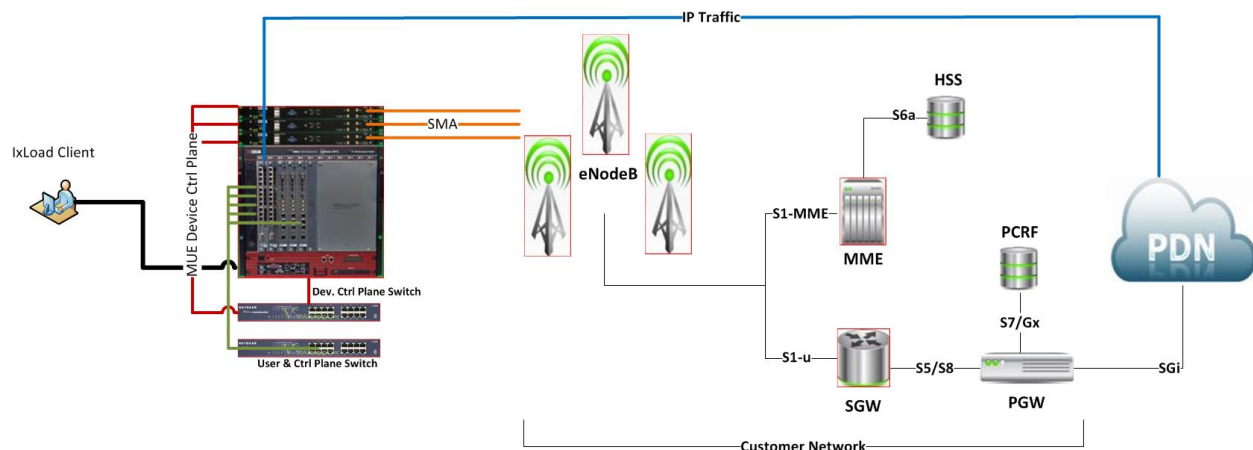 IP Traffic
HSS
S6a
SMA
IxLoad Client
MUE Device Ctrl Plane
eNodeB
S1-MME
MME
PCRF
PDN
Dev. Ctrl Plane Switch
S7/Gx
User & Ctrl Plane Switch
S1-u
S5/S8
SGi
SGW
PGW
Customer Network